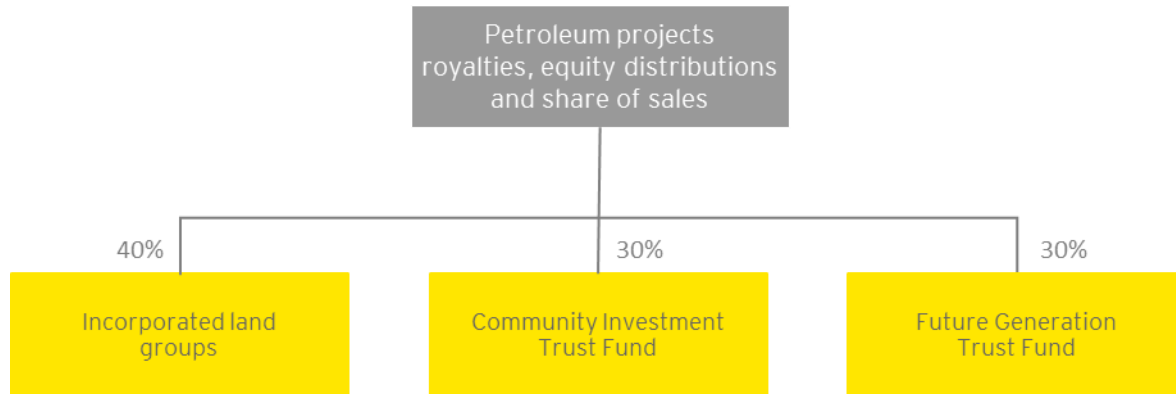 Petroleum projects
royalties, equity distributions
and share of sales
40%
30%
30%
Incorporated land
groups
Community Investment
Trust Fund
Future Generation
Trust Fund